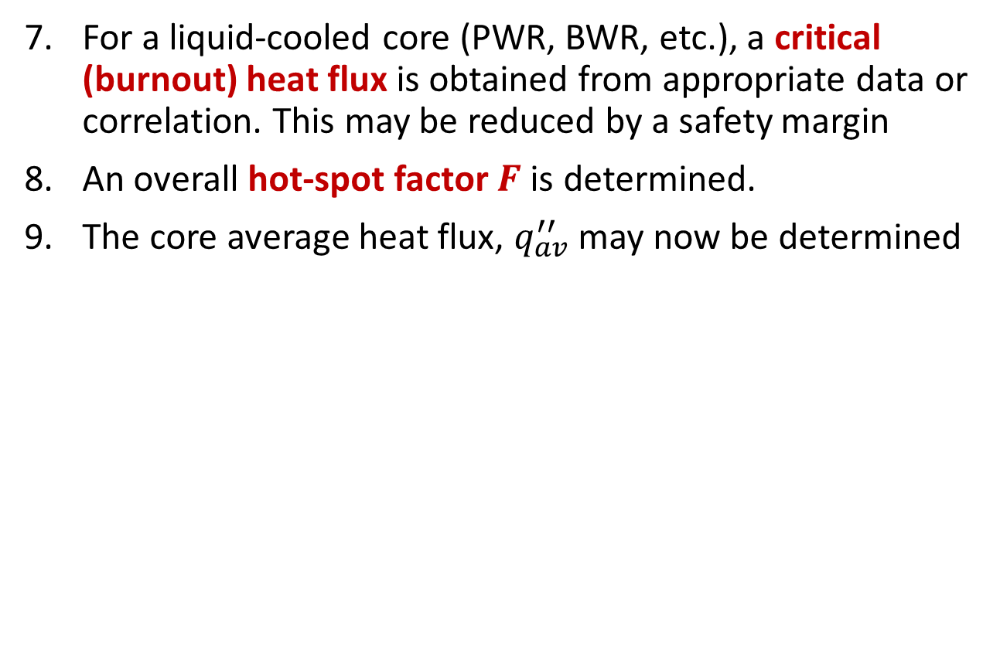 7. For a liquid-cooled core (PWR, BWR, etc.), a critical
(burnout) heat flux is obtained from appropriate data or
correlation. This may be reduced by a safety margin
8. An overall hot-spot factor F is determined.
9. The core average heat flux, q''av may now be determined